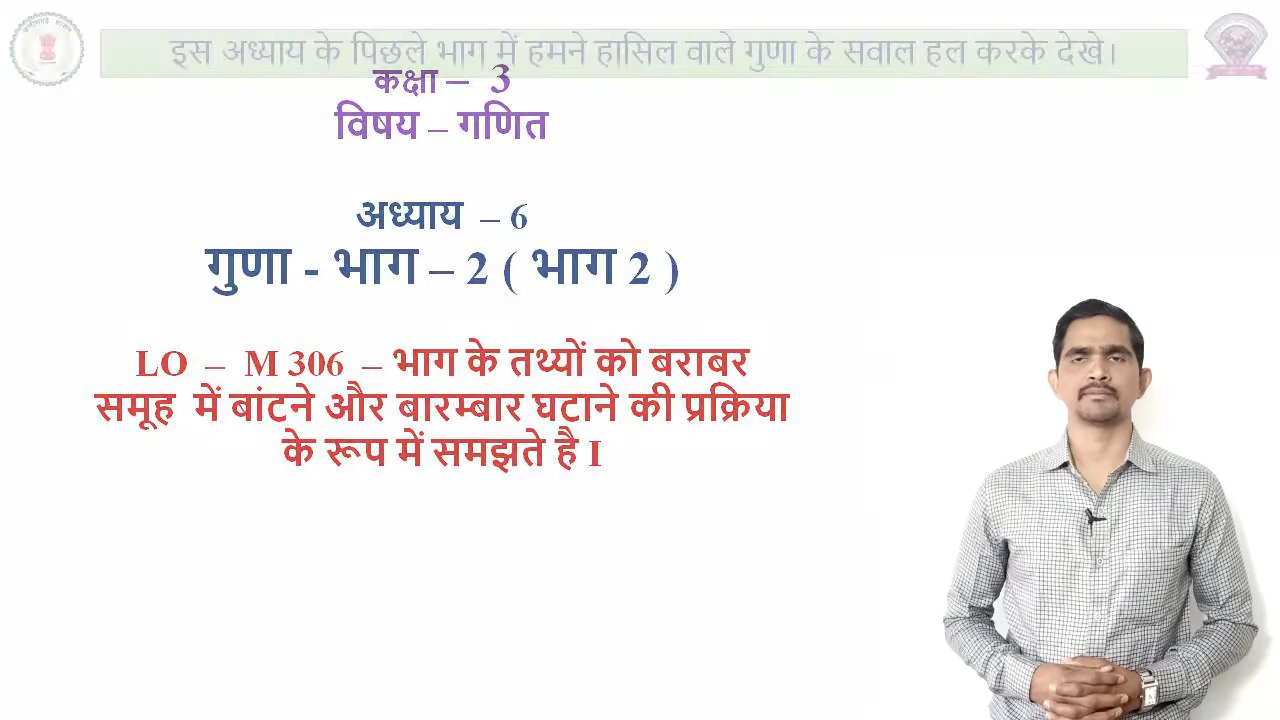 इस अध्याय के पिछले भाग में हमने हासिल वाले गुणा के सवाल हल करके देखे।
कक्षा – 3
विषय – गणित
अध्याय – 6
गुणा - भाग – 2 ( भाग 2 )
LO – M 306 – भाग के तथ्यों को बराबर
समूह में बांटने और बारम्बार घटाने की प्रक्रिया
के रूप में समझते है I